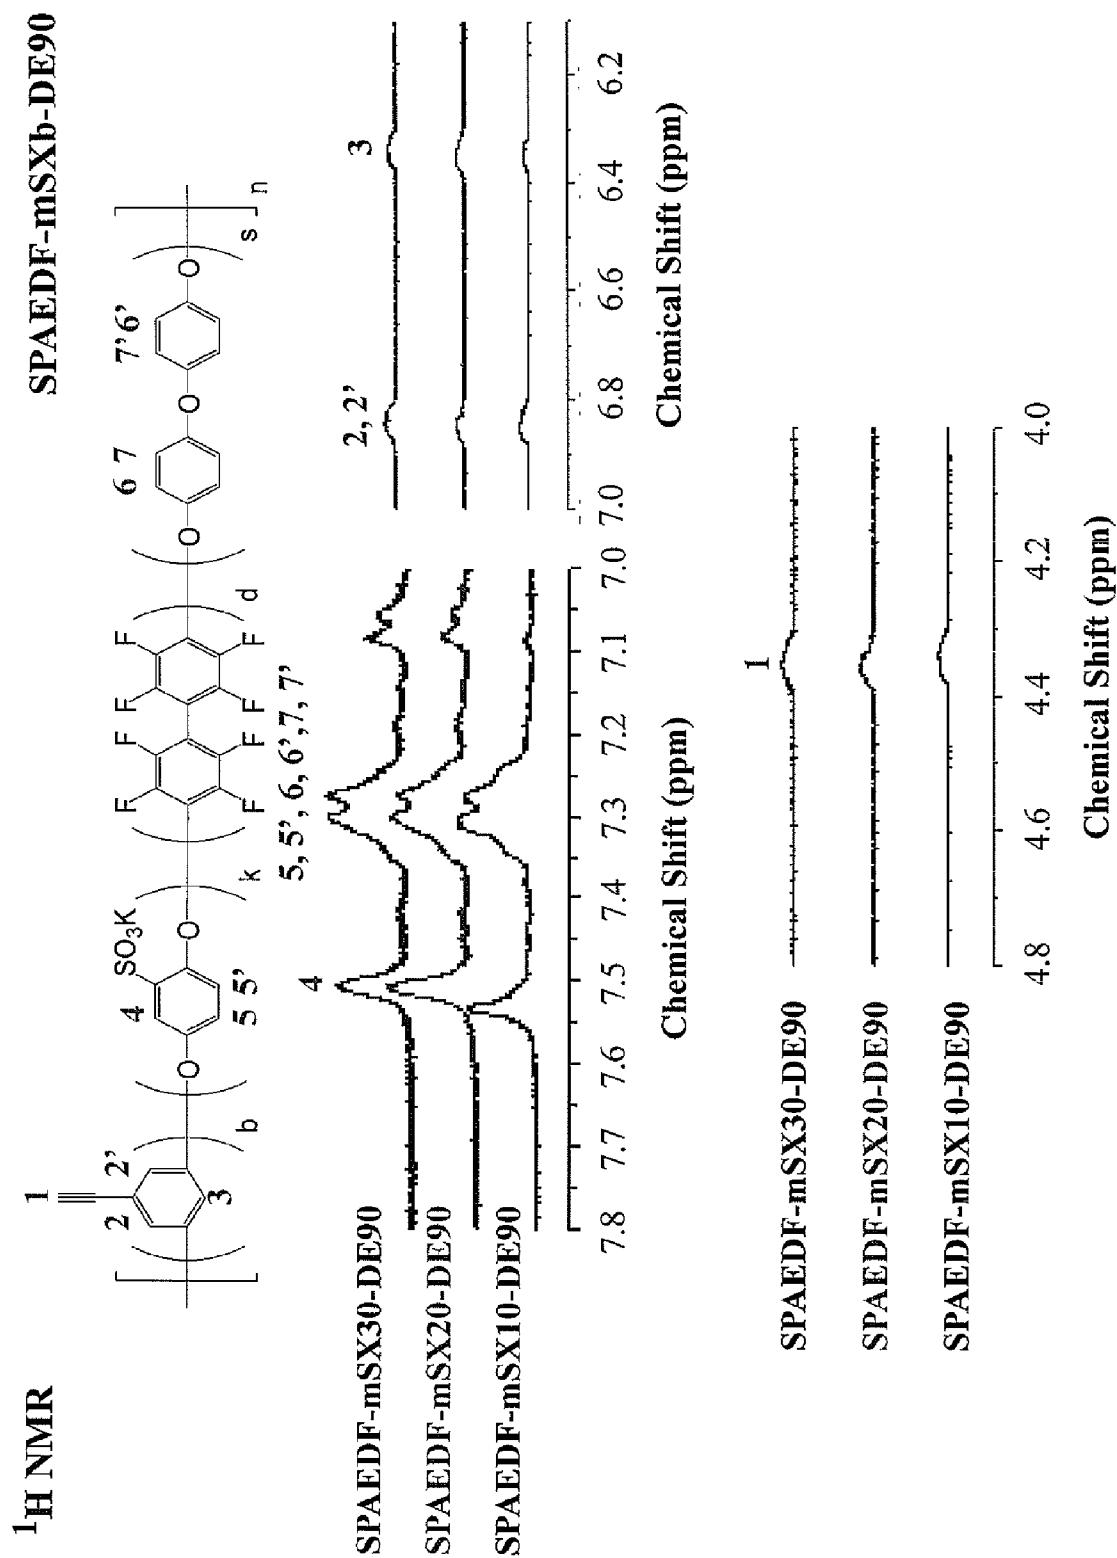 ¹H NMR
SPAEDF-mSXb-DE90
1
2 2'
3
b
4
SO₃K
O O
5 5'
k
F F F F
F F F F
d
6 7
7' 6'
O O O
s
n
4
5, 5', 6, 6', 7, 7'
2, 2'
3
SPAEDF-mSX30-DE90
SPAEDF-mSX20-DE90
SPAEDF-mSX10-DE90
7.8 7.7 7.6 7.5 7.4 7.3 7.2 7.1 7.0
Chemical Shift (ppm)
7.0 6.8 6.6 6.4 6.2
Chemical Shift (ppm)
1
SPAEDF-mSX30-DE90
SPAEDF-mSX20-DE90
SPAEDF-mSX10-DE90
4.8 4.6 4.4 4.2 4.0
Chemical Shift (ppm)